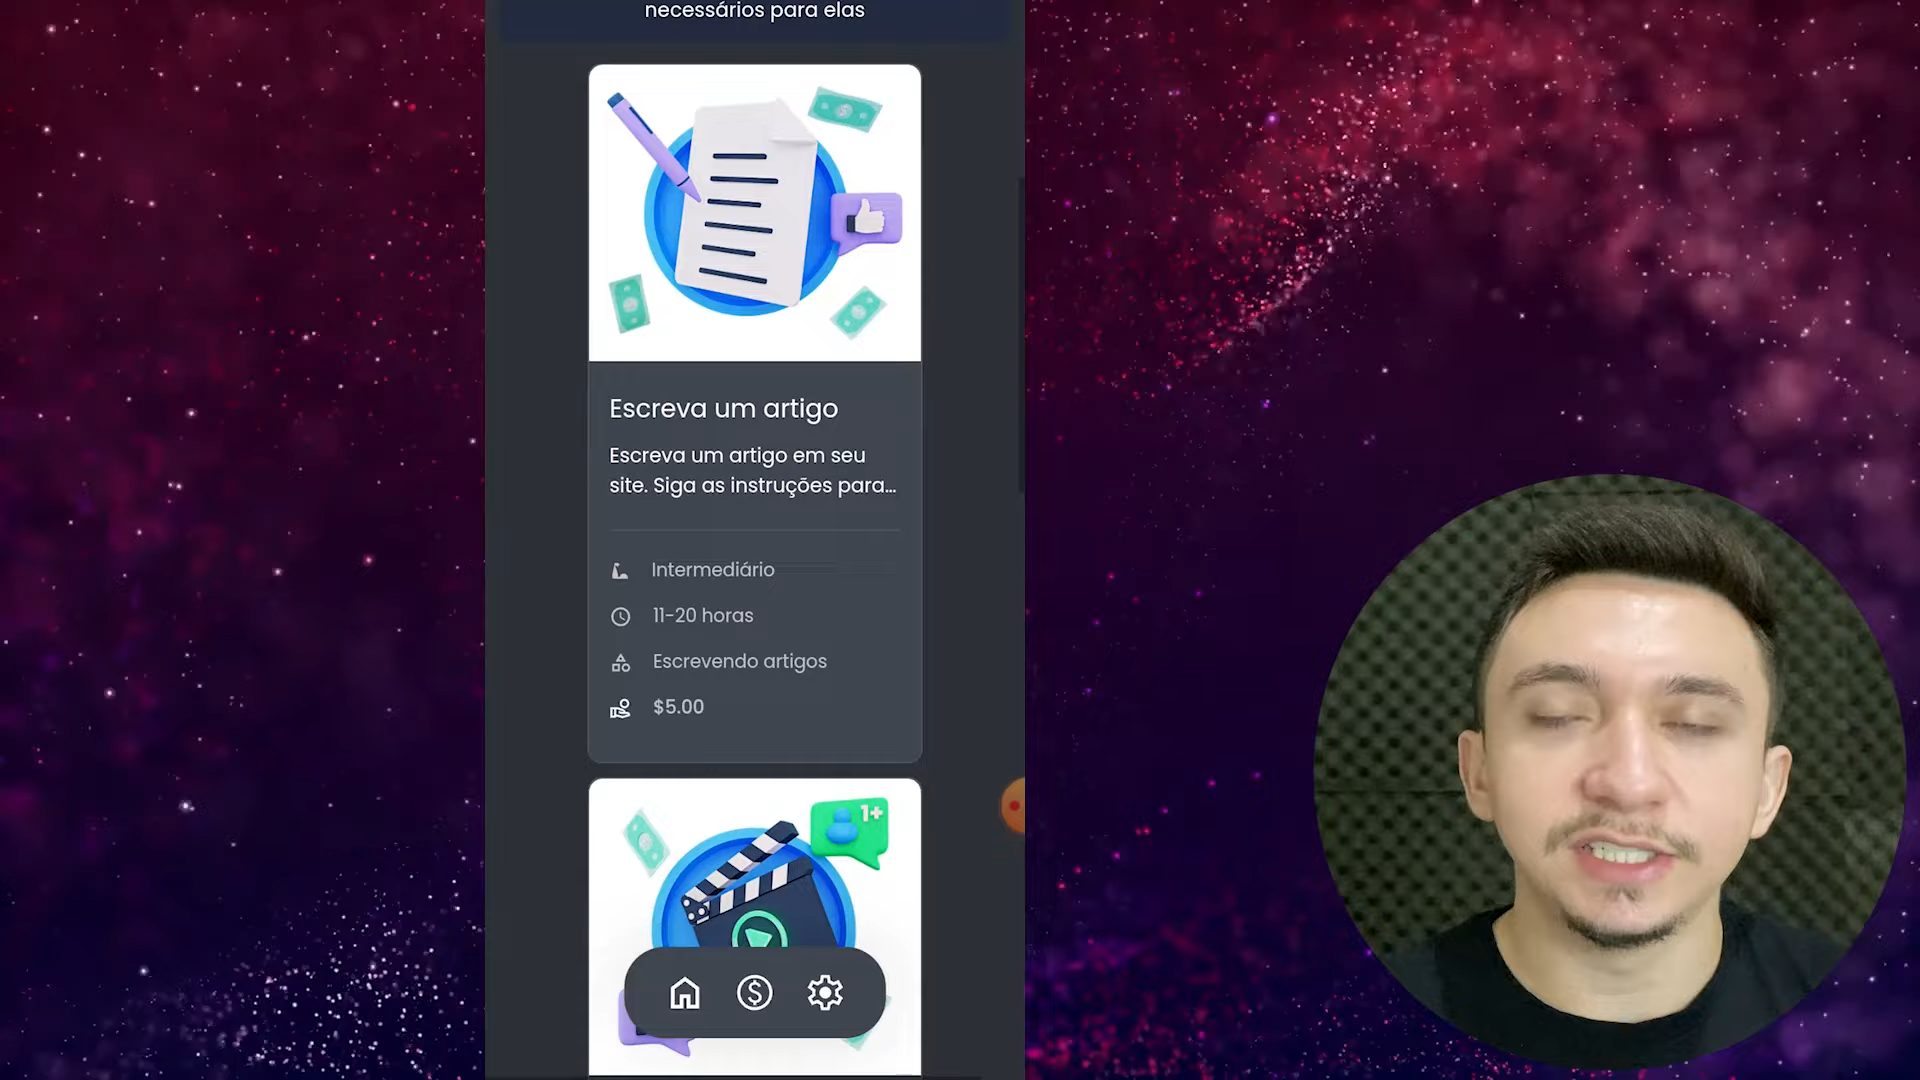 necessários para elas
Escreva um artigo
Escreva um artigo em seu
site. Siga as instruções para...
Intermediário
11-20 horas
Escrevendo artigos
$5.00
1+